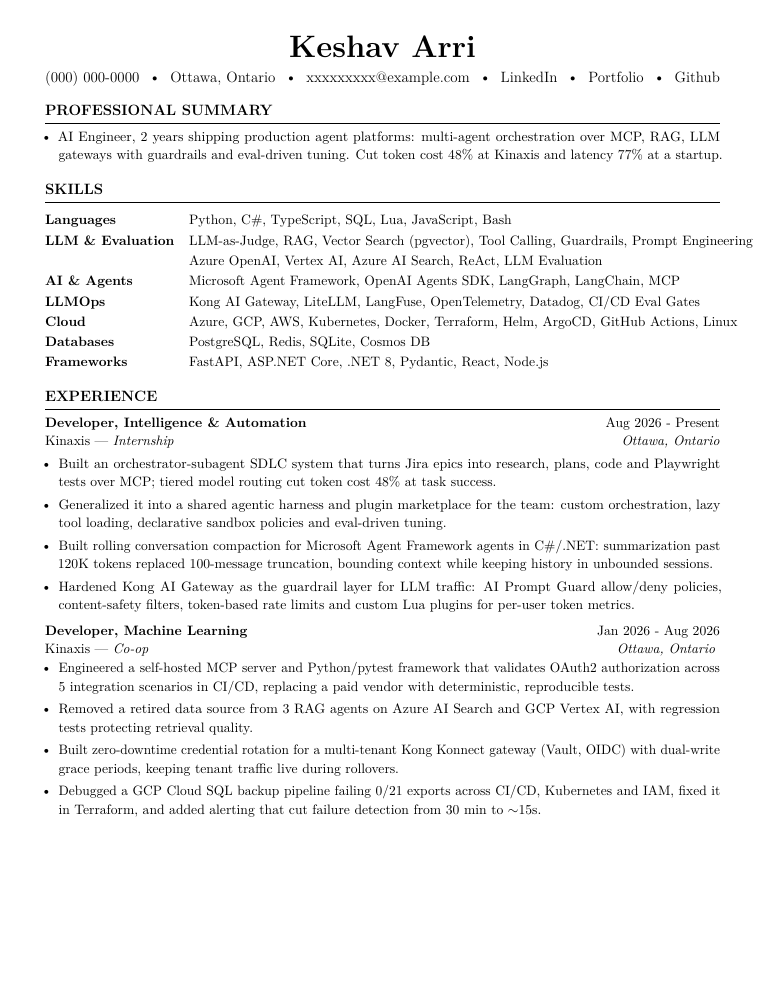 Keshav Arri
(000) 000-0000 • Ottawa, Ontario • xxxxxxxxx@example.com • LinkedIn • Portfolio • Github
PROFESSIONAL SUMMARY
• AI Engineer, 2 years shipping production agent platforms: multi-agent orchestration over MCP, RAG, LLM
gateways with guardrails and eval-driven tuning. Cut token cost 48% at Kinaxis and latency 77% at a startup.
SKILLS
Languages Python, C#, TypeScript, SQL, Lua, JavaScript, Bash
LLM & Evaluation LLM-as-Judge, RAG, Vector Search (pgvector), Tool Calling, Guardrails, Prompt Engineering
Azure OpenAI, Vertex AI, Azure AI Search, ReAct, LLM Evaluation
AI & Agents Microsoft Agent Framework, OpenAI Agents SDK, LangGraph, LangChain, MCP
LLMOps Kong AI Gateway, LiteLLM, LangFuse, OpenTelemetry, Datadog, CI/CD Eval Gates
Cloud Azure, GCP, AWS, Kubernetes, Docker, Terraform, Helm, ArgoCD, GitHub Actions, Linux
Databases PostgreSQL, Redis, SQLite, Cosmos DB
Frameworks FastAPI, ASP.NET Core, .NET 8, Pydantic, React, Node.js
EXPERIENCE
Developer, Intelligence & Automation Aug 2026 - Present
Kinaxis — Internship Ottawa, Ontario
• Built an orchestrator-subagent SDLC system that turns Jira epics into research, plans, code and Playwright
tests over MCP; tiered model routing cut token cost 48% at task success.
• Generalized it into a shared agentic harness and plugin marketplace for the team: custom orchestration, lazy
tool loading, declarative sandbox policies and eval-driven tuning.
• Built rolling conversation compaction for Microsoft Agent Framework agents in C#/.NET: summarization past
120K tokens replaced 100-message truncation, bounding context while keeping history in unbounded sessions.
• Hardened Kong AI Gateway as the guardrail layer for LLM traffic: AI Prompt Guard allow/deny policies,
content-safety filters, token-based rate limits and custom Lua plugins for per-user token metrics.
Developer, Machine Learning Jan 2026 - Aug 2026
Kinaxis — Co-op Ottawa, Ontario
• Engineered a self-hosted MCP server and Python/pytest framework that validates OAuth2 authorization across
5 integration scenarios in CI/CD, replacing a paid vendor with deterministic, reproducible tests.
• Removed a retired data source from 3 RAG agents on Azure AI Search and GCP Vertex AI, with regression
tests protecting retrieval quality.
• Built zero-downtime credential rotation for a multi-tenant Kong Konnect gateway (Vault, OIDC) with dual-write
grace periods, keeping tenant traffic live during rollovers.
• Debugged a GCP Cloud SQL backup pipeline failing 0/21 exports across CI/CD, Kubernetes and IAM, fixed it
in Terraform, and added alerting that cut failure detection from 30 min to ∼15s.